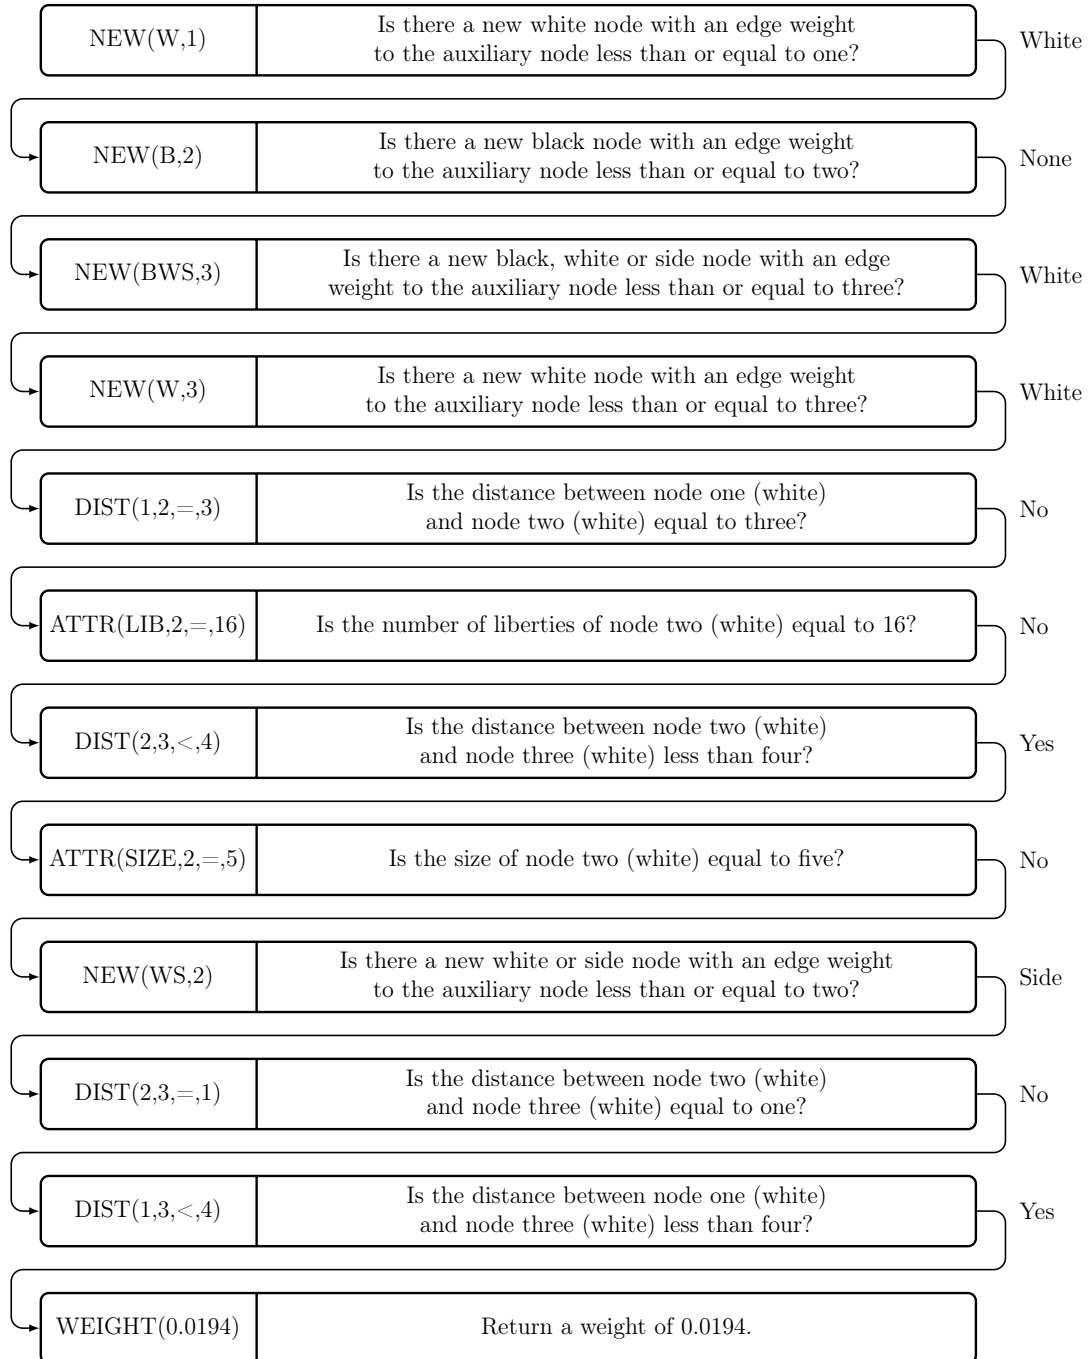 NEW(W,1)
Is there a new white node with an edge weight
to the auxiliary node less than or equal to one?
White
NEW(B,2)
Is there a new black node with an edge weight
to the auxiliary node less than or equal to two?
None
NEW(BWS,3)
Is there a new black, white or side node with an edge
weight to the auxiliary node less than or equal to three?
White
NEW(W,3)
Is there a new white node with an edge weight
to the auxiliary node less than or equal to three?
White
DIST(1,2,=,3)
Is the distance between node one (white)
and node two (white) equal to three?
No
ATTR(LIB,2,=,16)
Is the number of liberties of node two (white) equal to 16?
No
DIST(2,3,<,4)
Is the distance between node two (white)
and node three (white) less than four?
Yes
ATTR(SIZE,2,=,5)
Is the size of node two (white) equal to five?
No
NEW(WS,2)
Is there a new white or side node with an edge weight
to the auxiliary node less than or equal to two?
Side
DIST(2,3,=,1)
Is the distance between node two (white)
and node three (white) equal to one?
No
DIST(1,3,<,4)
Is the distance between node one (white)
and node three (white) less than four?
Yes
WEIGHT(0.0194)
Return a weight of 0.0194.